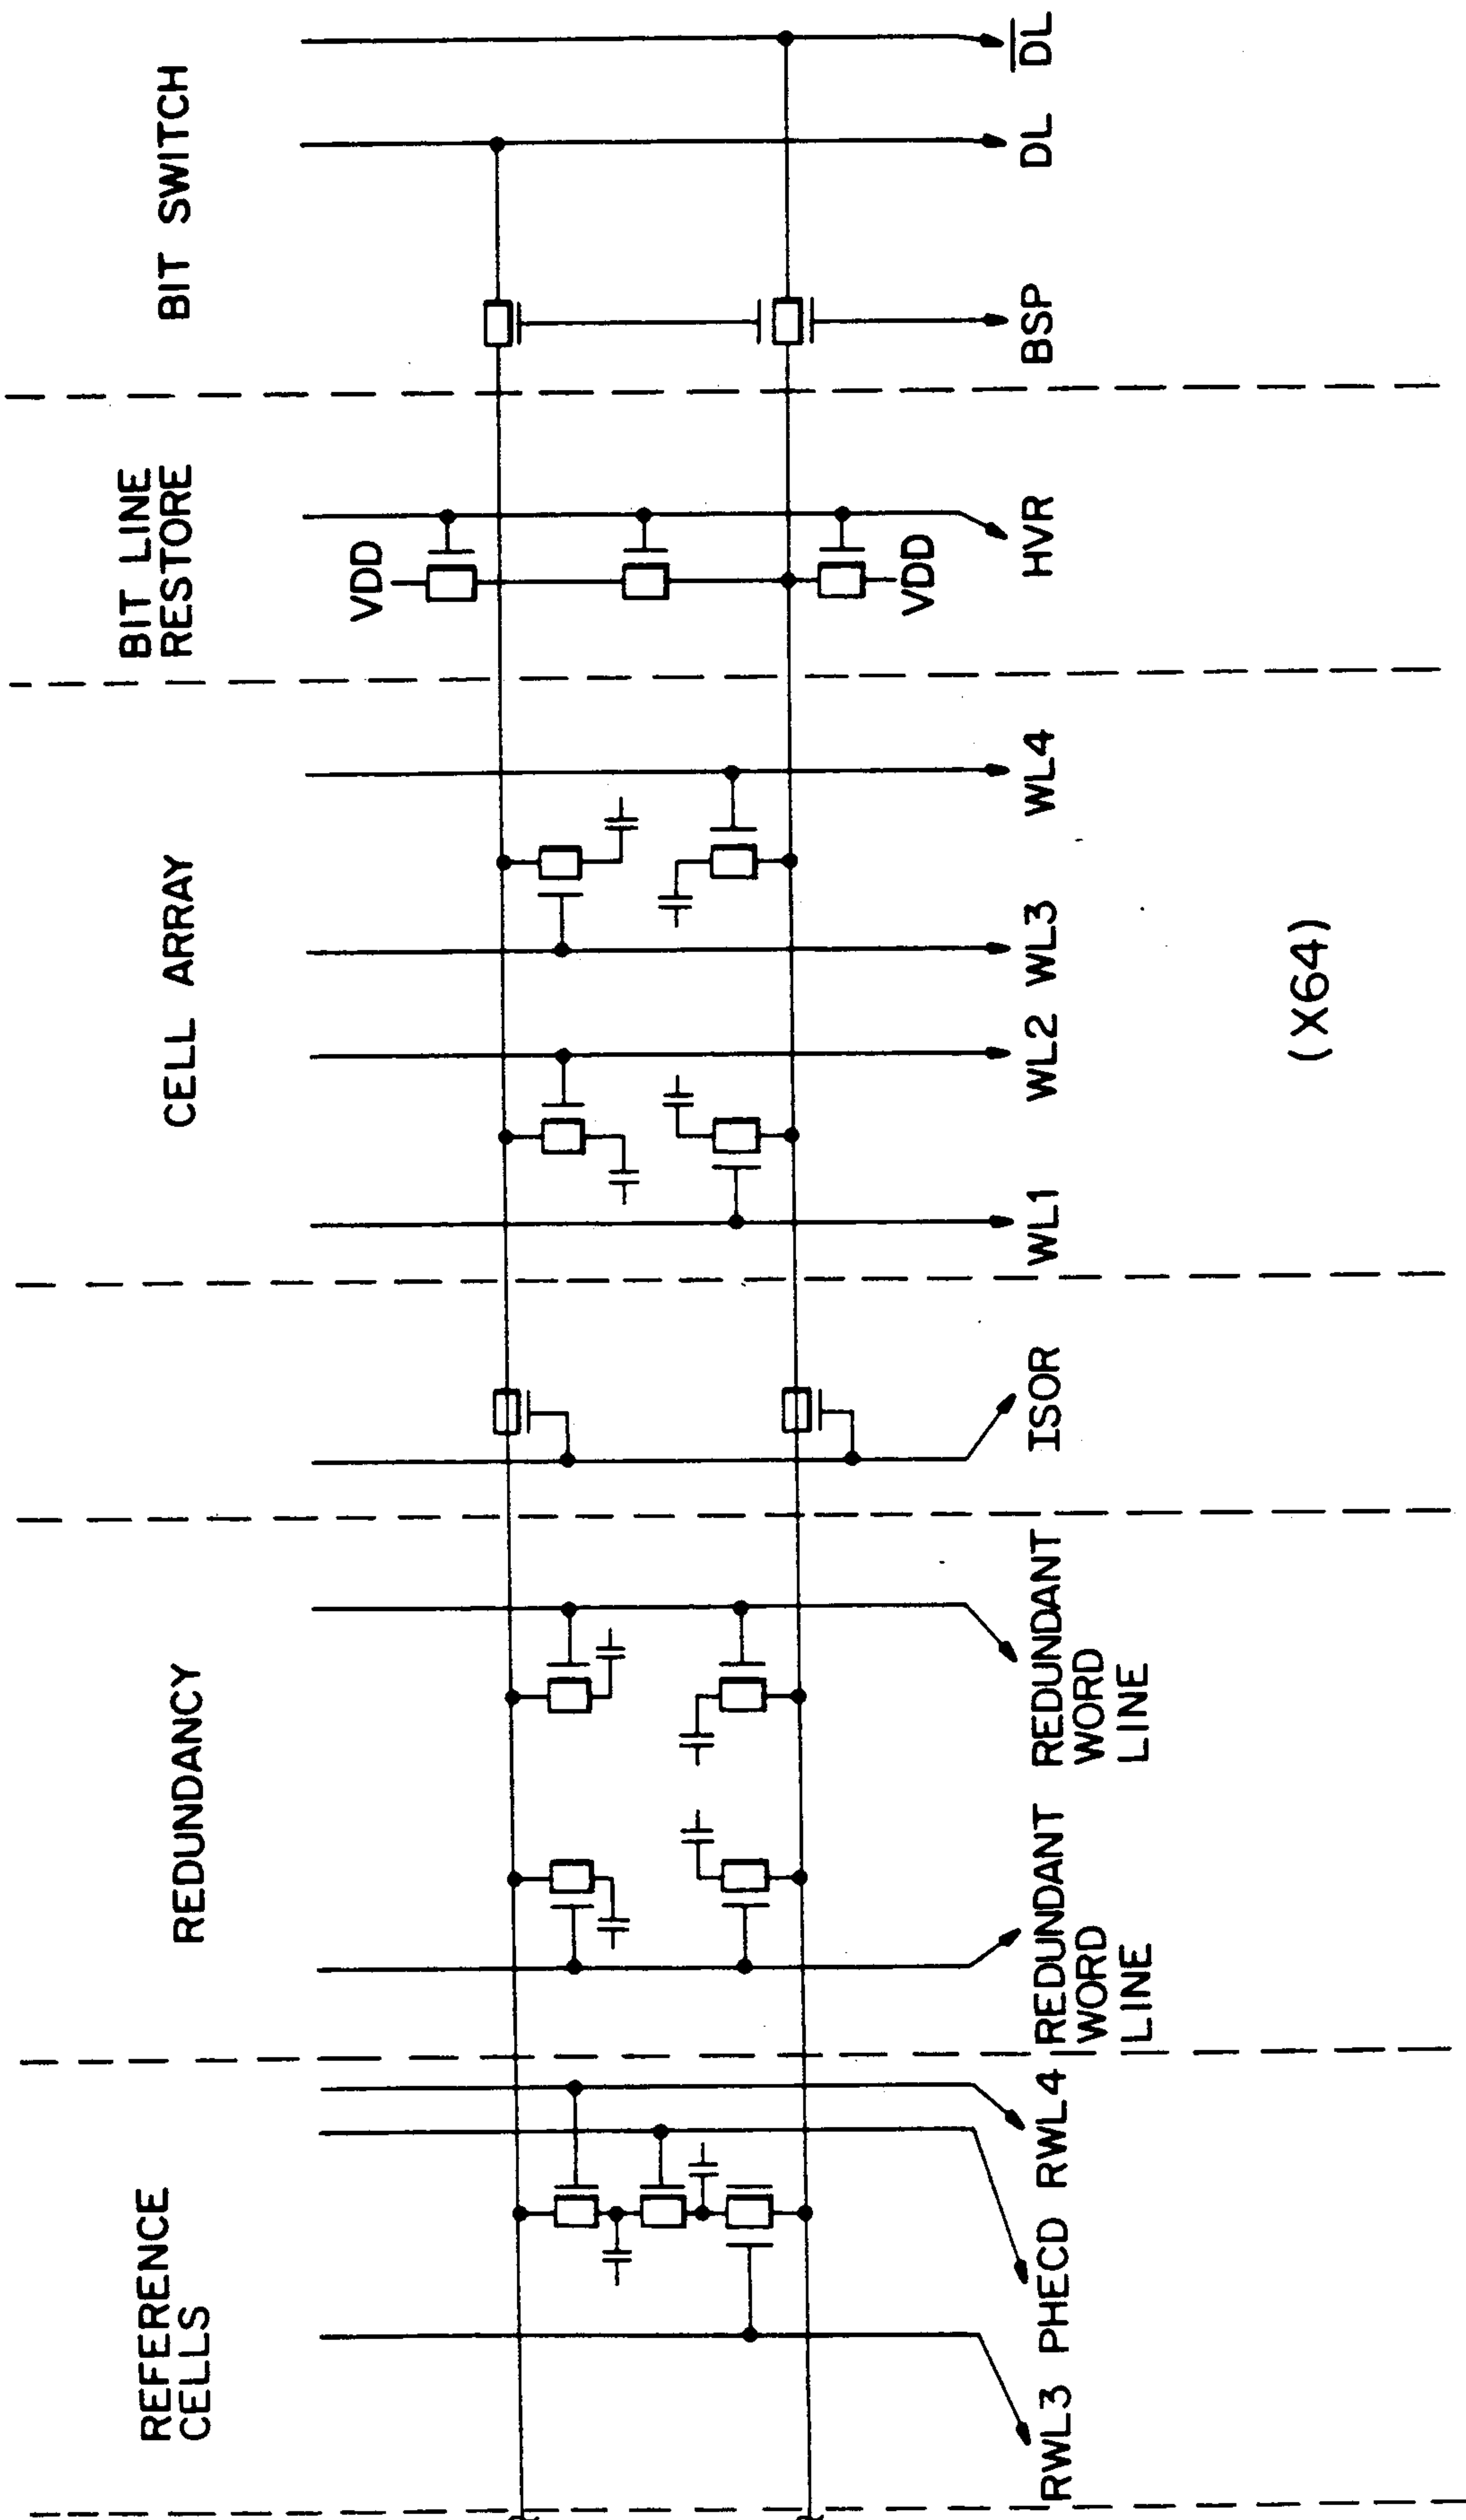 REFERENCE
CELLS
REDUNDANCY
CELL ARRAY
BIT LINE
RESTORE
BIT SWITCH
VDD
VDD
RWL3
PHECD
RWL4
REDUNDANT
WORD
LINE
REDUNDANT
WORD
LINE
ISOR
WL1
WL2
WL3
WL4
HVR
BSP
DL
D̅L̅
(X64)